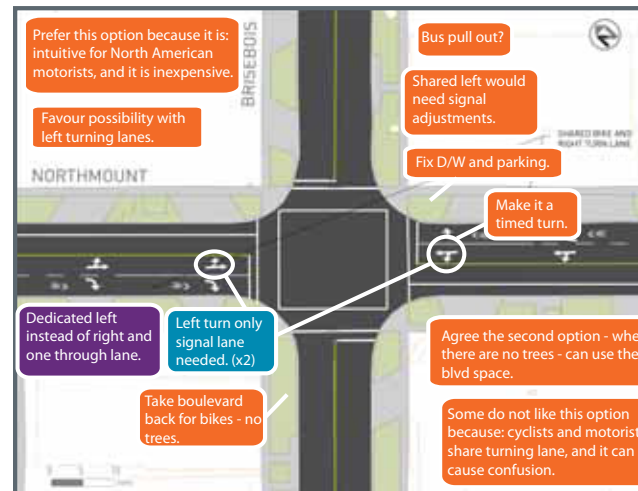 Prefer this option because it is:
intuitive for North American
motorists, and it is inexpensive.
Favour possibility with
left turning lanes.
BRISEBOIS
NORTHMOUNT
Bus pull out?
Shared left would
need signal
adjustments.
SHARED BIKE AND
RIGHT TURN LANE
Fix D/W and parking.
Make it a
timed turn.
Dedicated left
instead of right and
one through lane.
Left turn only
signal lane
needed. (x2)
Take boulevard
back for bikes - no
trees.
Agree the second option - whe
there are no trees - can use the
blvd space.
Some do not like this option
because: cyclists and motorist
share turning lane, and it can
cause confusion.